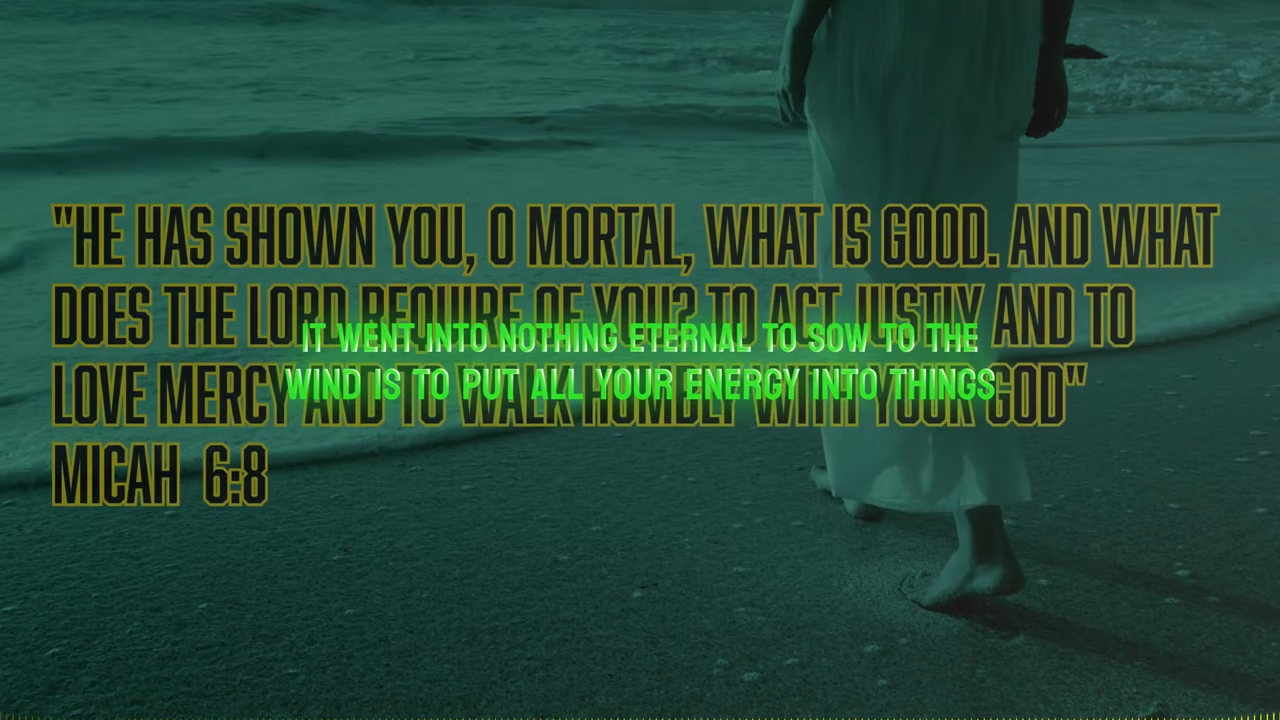 "HE HAS SHOWN YOU, O MORTAL, WHAT IS GOOD. AND WHAT
DOES THE LORD REQUIRE OF YOU? TO ACT JUSTLY AND TO
LOVE MERCY AND TO WALK HUMBLY WITH YOUR GOD"
MICAH 6:8
IT WENT INTO NOTHING ETERNAL TO SOW TO THE
WIND IS TO PUT ALL YOUR ENERGY INTO THINGS